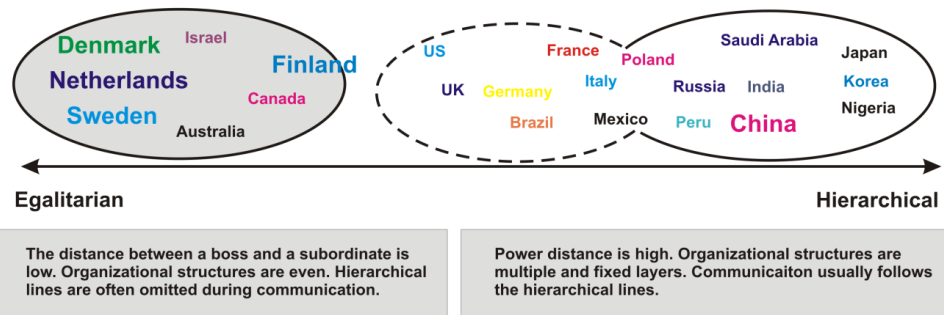 Denmark
Israel
Finland
Netherlands
Canada
Sweden
Australia
US
France
Poland
UK
Germany
Italy
Brazil
Mexico
Saudi Arabia
Japan
Russia
India
Korea
Nigeria
Peru
China
Egalitarian
Hierarchical
The distance between a boss and a subordinate is
low. Organizational structures are even. Hierarchical
lines are often omitted during communication.
Power distance is high. Organizational structures are
multiple and fixed layers. Communicaiton usually follows
the hierarchical lines.